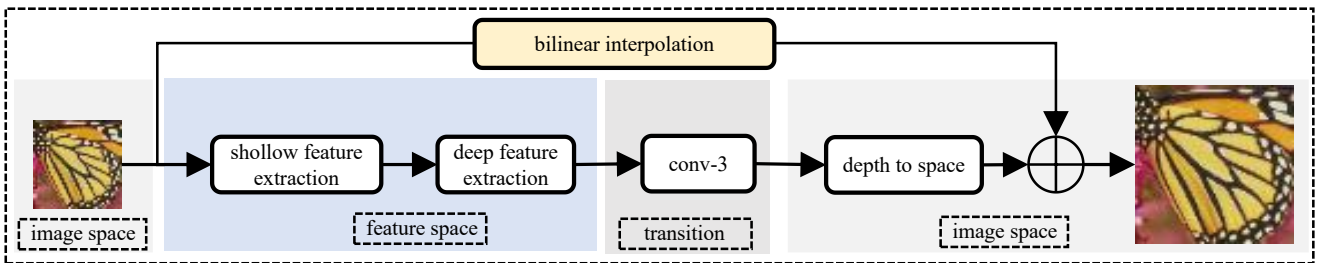 bilinear interpolation
shollow feature
extraction
deep feature
extraction
conv-3
depth to space
image space
feature space
transition
image space